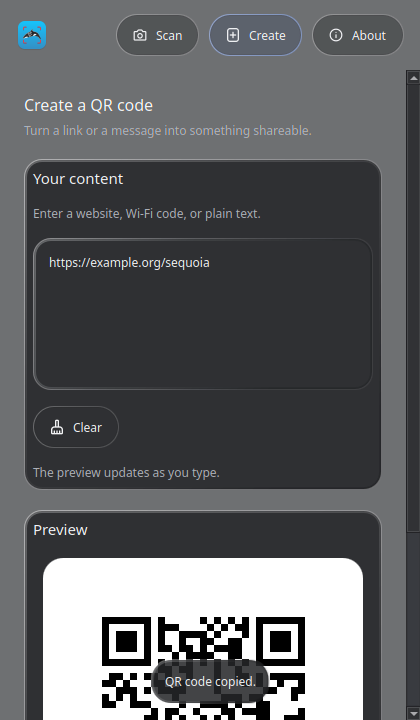 Scan
Create
About
Create a QR code
Turn a link or a message into something shareable.
Your content
Enter a website, Wi-Fi code, or plain text.
https://example.org/sequoia
Clear
The preview updates as you type.
Preview
QR code copied.